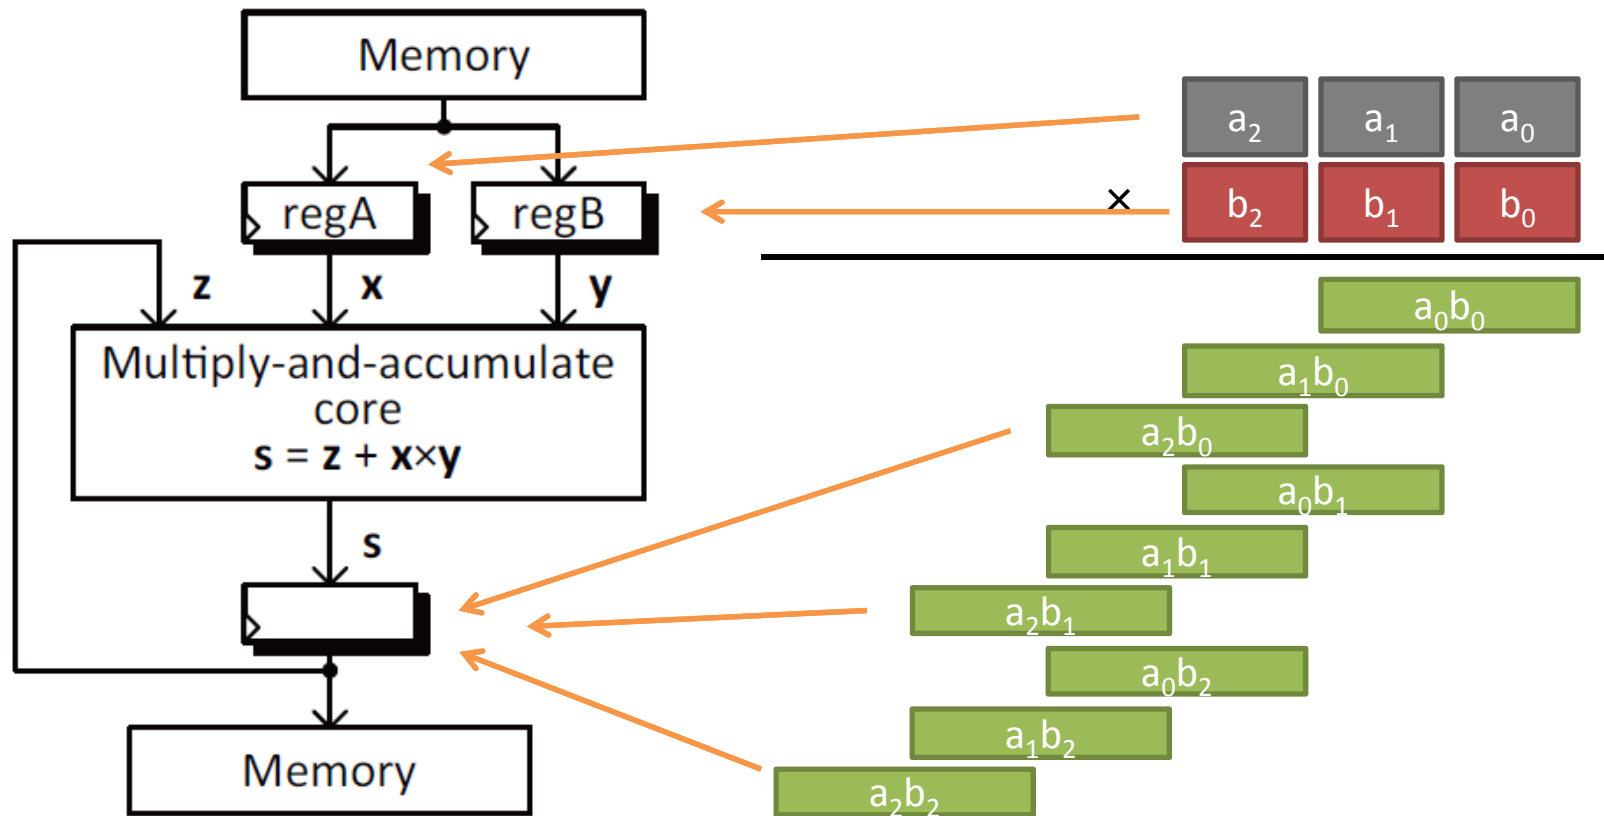 Memory
regA
regB
z
x
y
Multiply-and-accumulate
core
s = z + x×y
s
Memory
a₂ a₁ a₀
×
b₂ b₁ b₀
a₀b₀
a₁b₀
a₂b₀
a₀b₁
a₁b₁
a₂b₁
a₀b₂
a₁b₂
a₂b₂